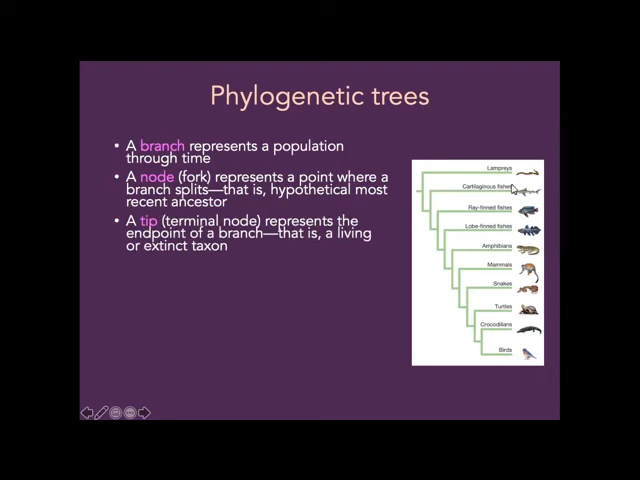 Phylogenetic trees
• A branch represents a population
through time
• A node (fork) represents a point where a
branch splits—that is, hypothetical most
recent ancestor
• A tip (terminal node) represents the
endpoint of a branch—that is, a living
or extinct taxon
Lampreys
Cartilaginous fishes
Ray-finned fishes
Lobe-finned fishes
Amphibians
Mammals
Snakes
Turtles
Crocodilians
Birds